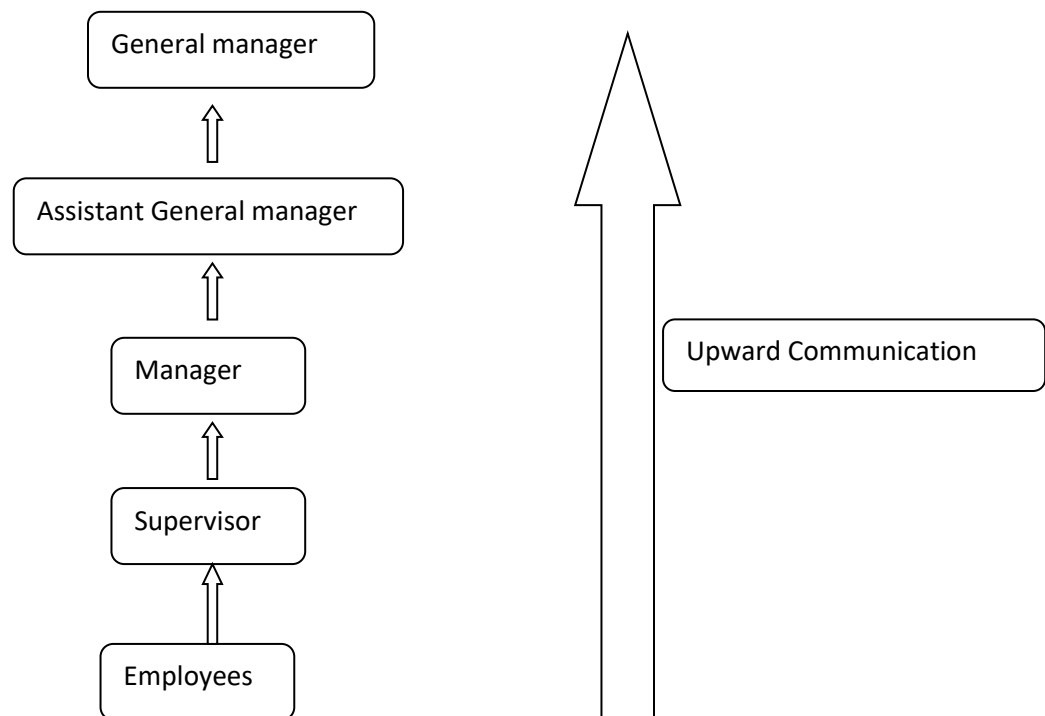 General manager
Assistant General manager
Manager
Upward Communication
Supervisor
Employees